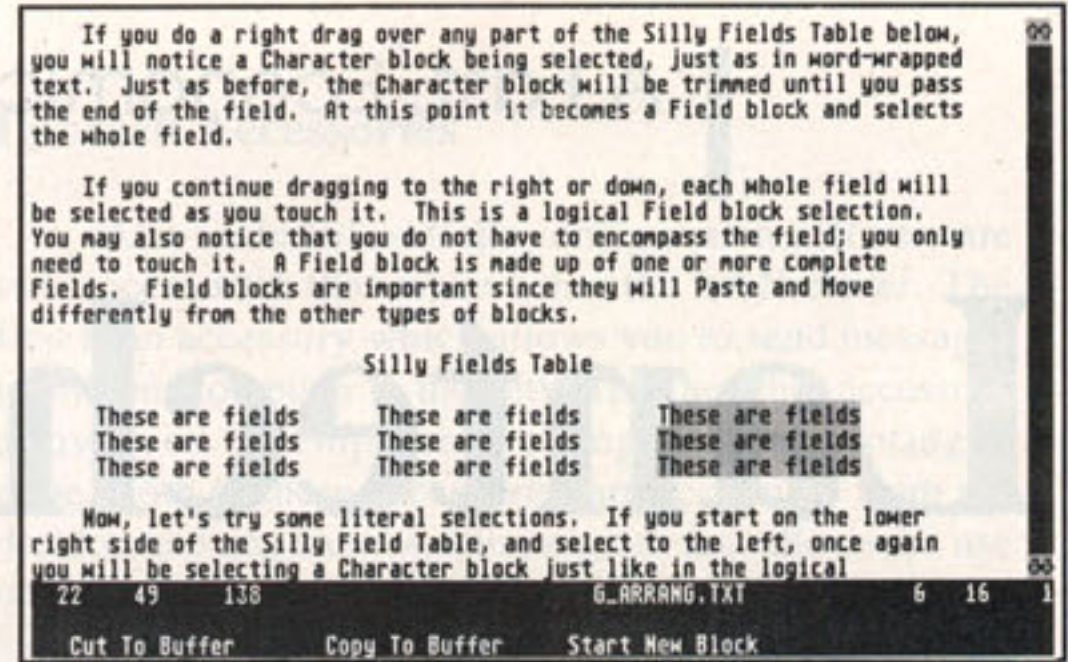 If you do a right drag over any part of the Silly Fields Table below,
you will notice a Character block being selected, just as in word-wrapped
text.  Just as before, the Character block will be trimmed until you pass
the end of the field.  At this point it becomes a Field block and selects
the whole field.
If you continue dragging to the right or down, each whole field will
be selected as you touch it.  This is a logical Field block selection.
You may also notice that you do not have to encompass the field; you only
need to touch it.  A Field block is made up of one or more complete
Fields.  Field blocks are important since they will Paste and Move
differently from the other types of blocks.
Silly Fields Table
These are fields These are fields These are fields
These are fields These are fields These are fields
These are fields These are fields These are fields
Now, let's try some literal selections.  If you start on the lower
right side of the Silly Field Table, and select to the left, once again
you will be selecting a Character block just like in the logical
22 49 138 G_ARRANG.TXT 6 16 1
Cut To Buffer Copy To Buffer Start New Block